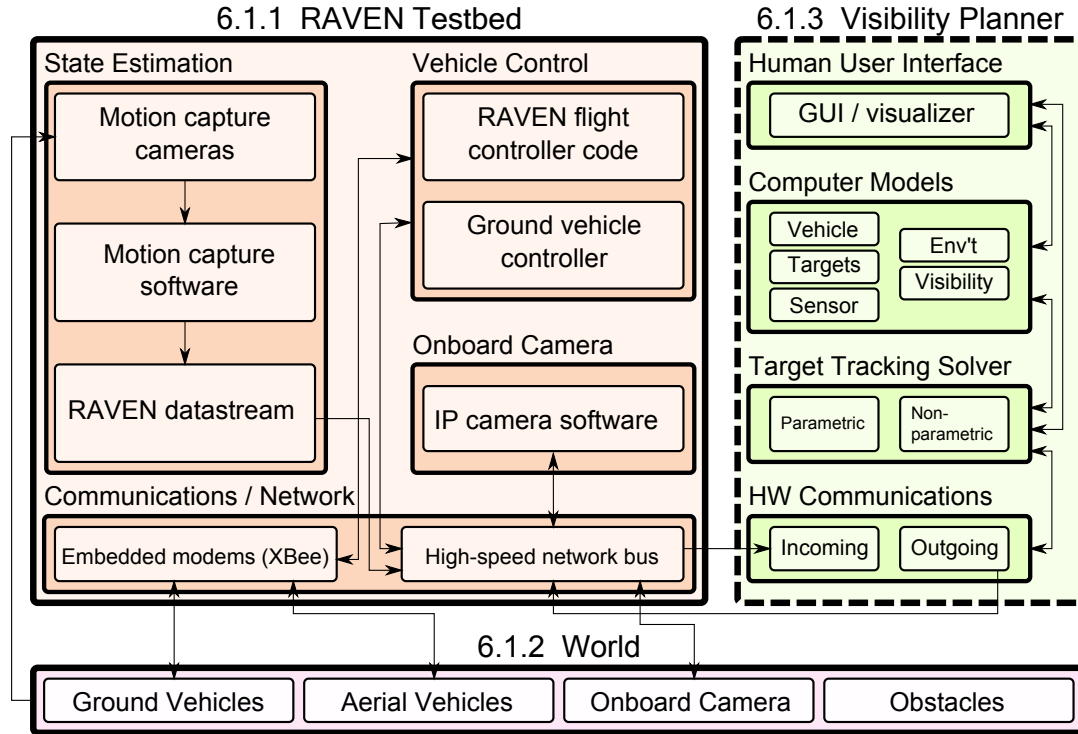 6.1.1 RAVEN Testbed
State Estimation
Motion capture
cameras
Motion capture
software
RAVEN datastream
Vehicle Control
RAVEN flight
controller code
Ground vehicle
controller
Onboard Camera
IP camera software
Communications / Network
Embedded modems (XBee)
High-speed network bus
6.1.3 Visibility Planner
Human User Interface
GUI / visualizer
Computer Models
Vehicle
Targets
Sensor
Env't
Visibility
Target Tracking Solver
Parametric
Non-
parametric
HW Communications
Incoming
Outgoing
6.1.2 World
Ground Vehicles
Aerial Vehicles
Onboard Camera
Obstacles